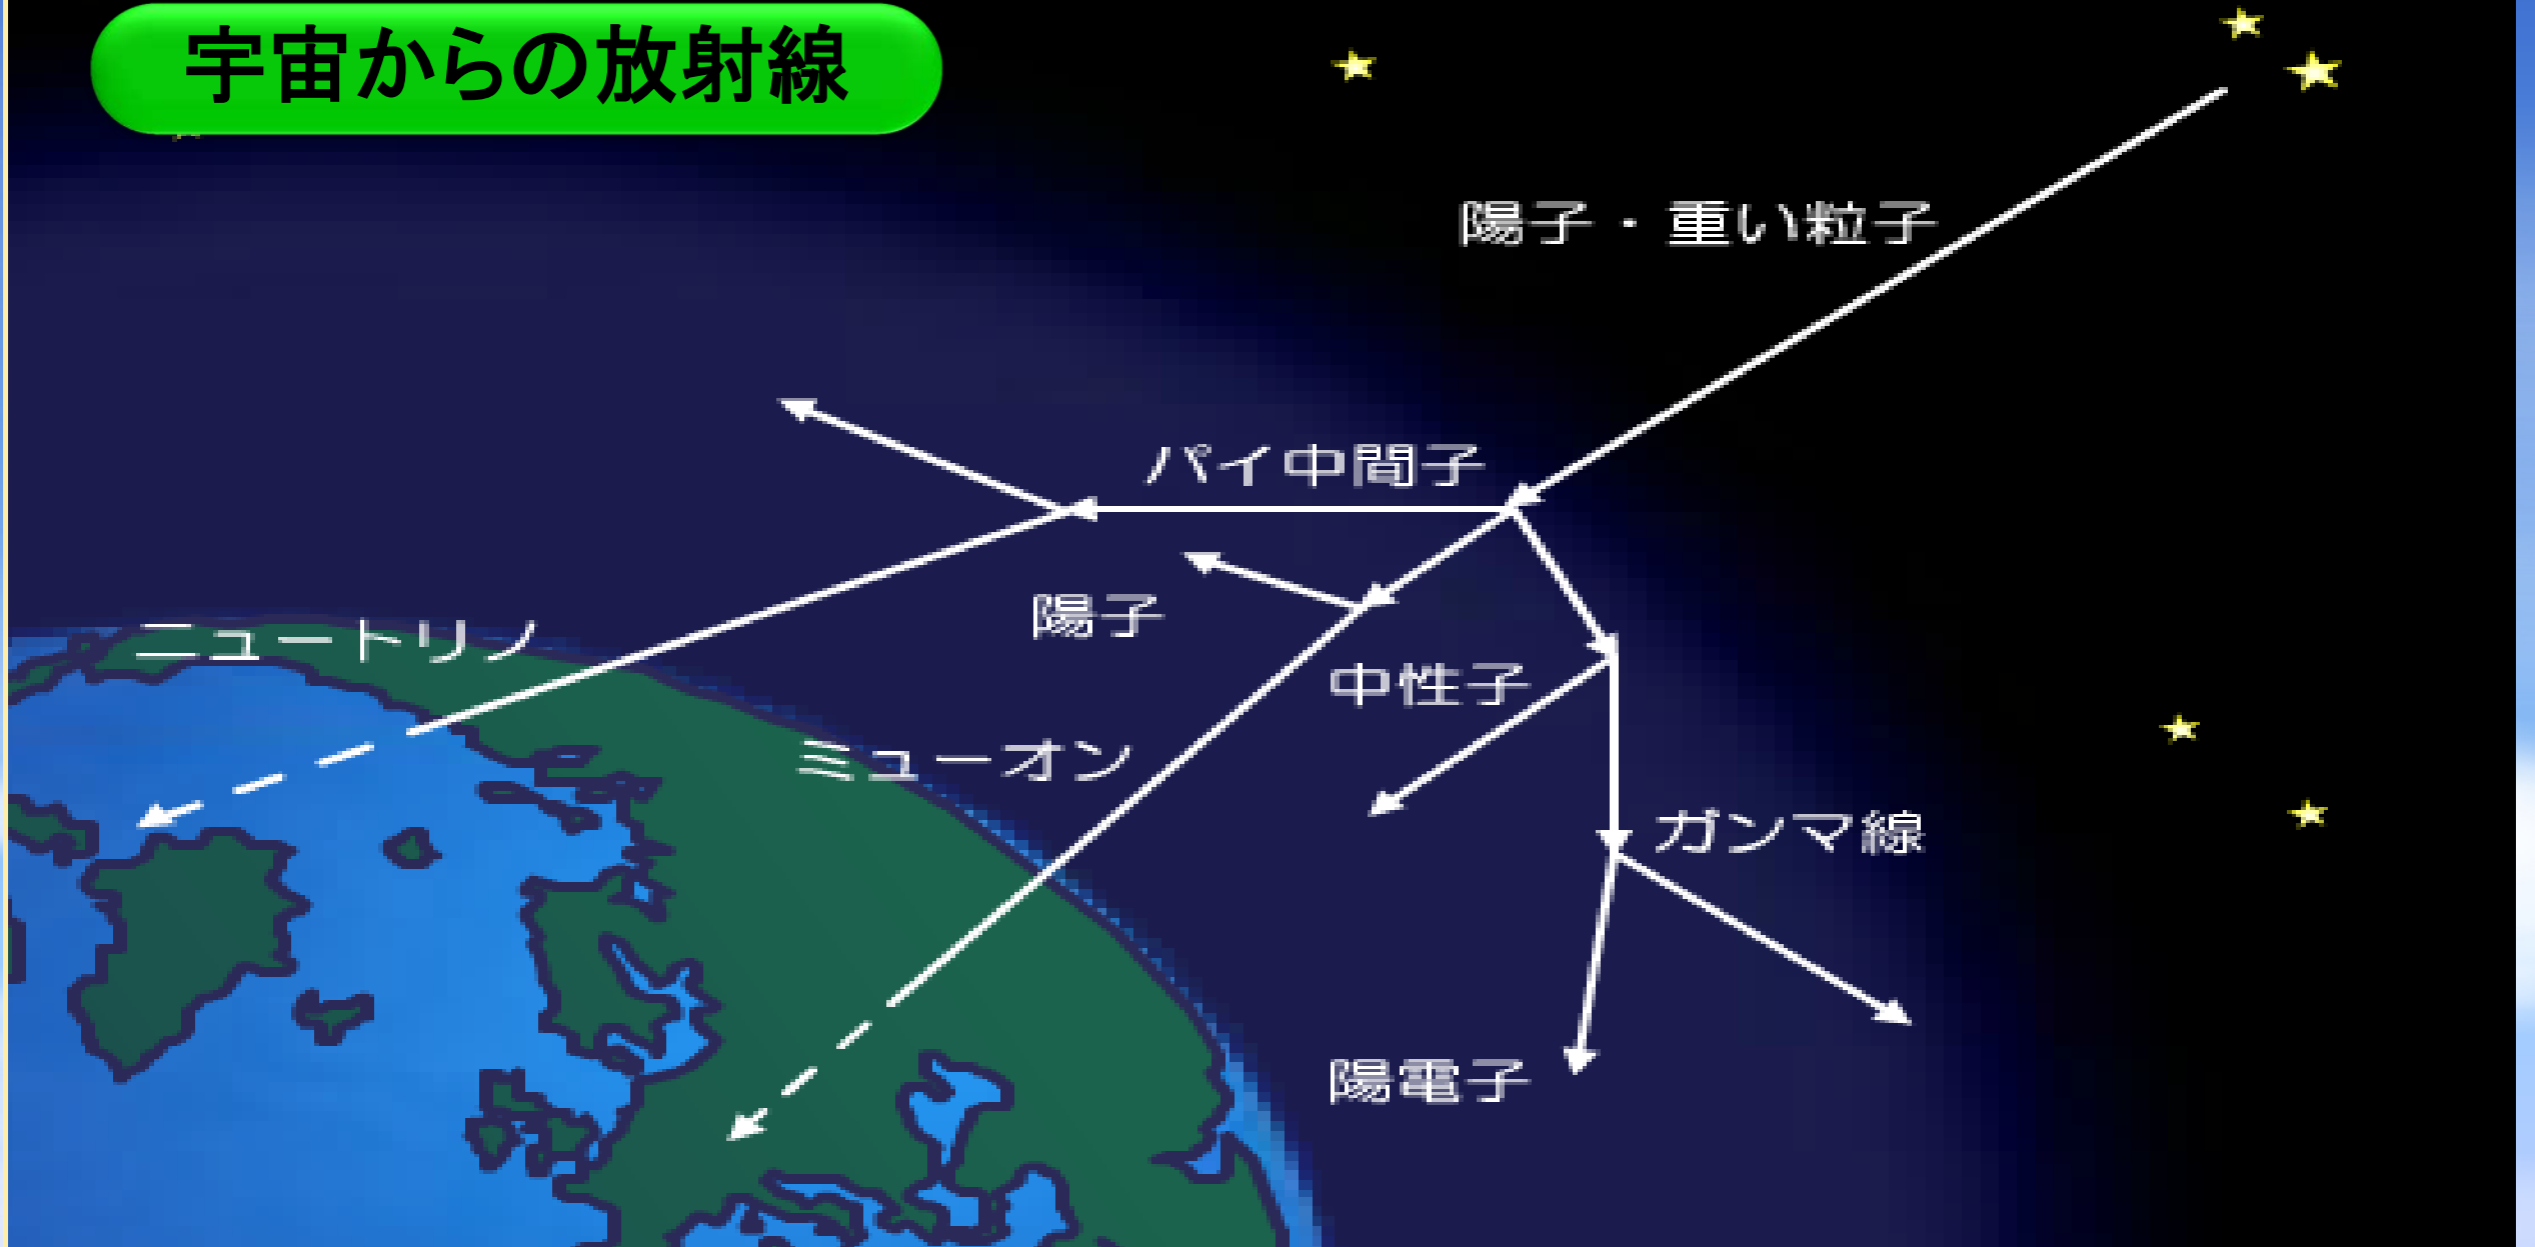 宇宙からの放射線
陽子・重い粒子
パイ中間子
陽子
ニュートリノ
中性子
ミューオン
ガンマ線
陽電子